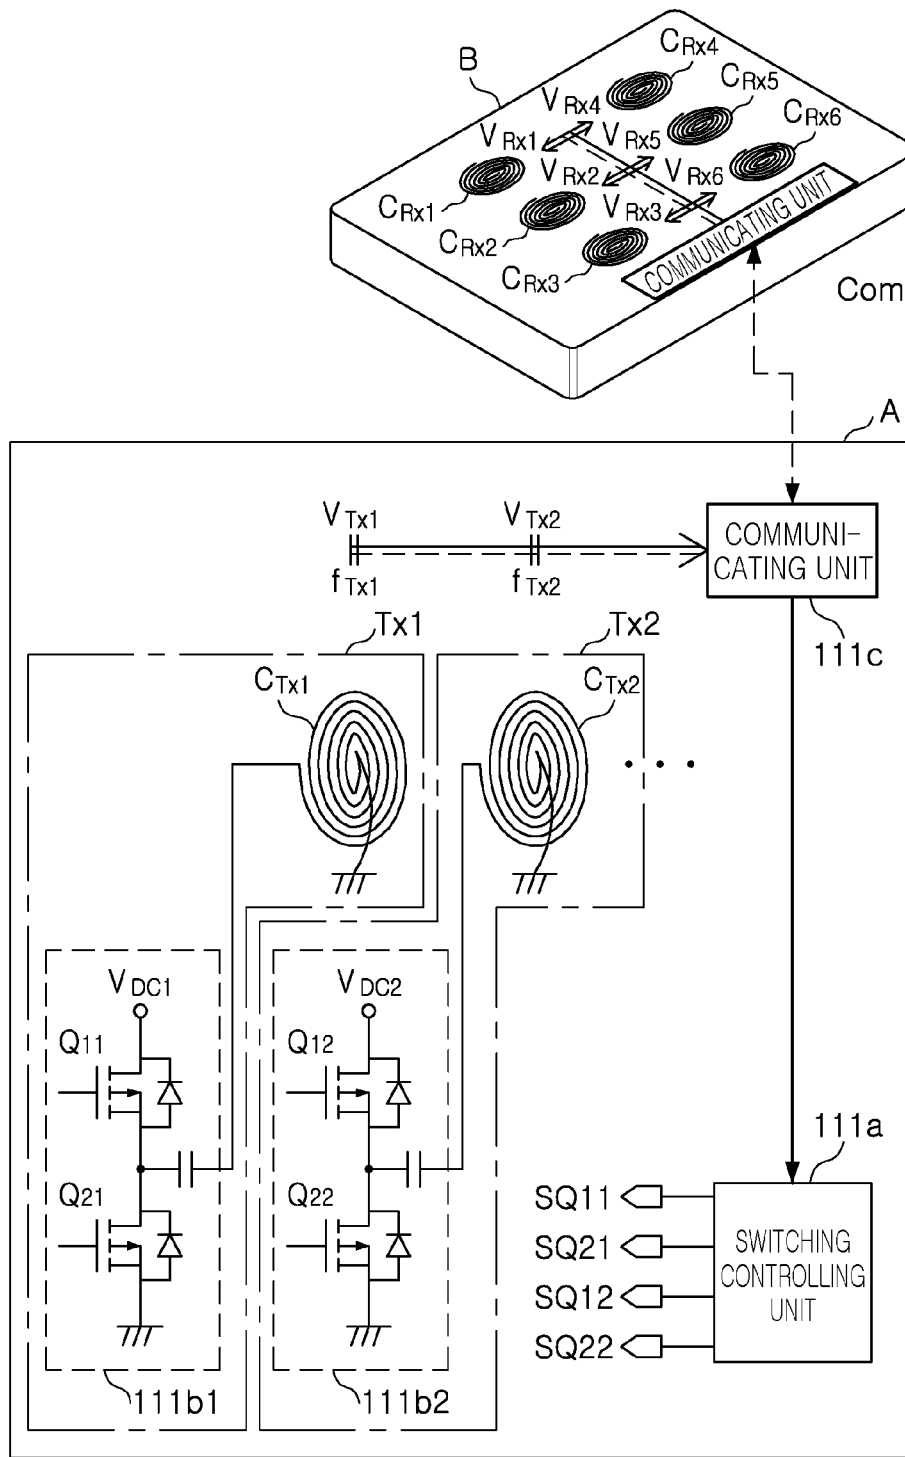 CRx4
B
CRx5
VRx4
CRx6
VRx1
VRx5
VRx2
VRx6
CRx1
VRx3
CRx2
COMMUNICATING UNIT
CRx3
Com
A
VTx1
VTx2
COMMUNI-
CATING UNIT
fTx1
fTx2
Tx1
Tx2
111c
CTx1
CTx2
VDC1
VDC2
Q11
Q12
111a
Q21
Q22
SQ11
SQ21
SWITCHING
CONTROLLING
UNIT
SQ12
SQ22
111b1
111b2